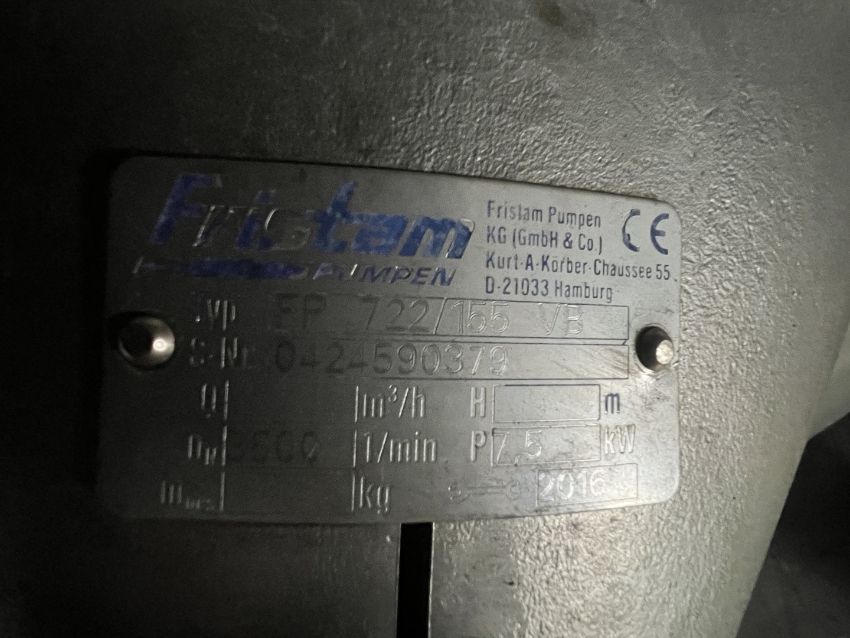 Fristam
PUMPEN
Fristam Pumpen
KG (GmbH & Co.)
Kurt-A-Körber-Chaussee 55
D-21033 Hamburg
CE
Typ FP 722/155 VB
S-Nr. 0424590379
Q m³/h H m
1/min P 7,5 kW
kg 2016